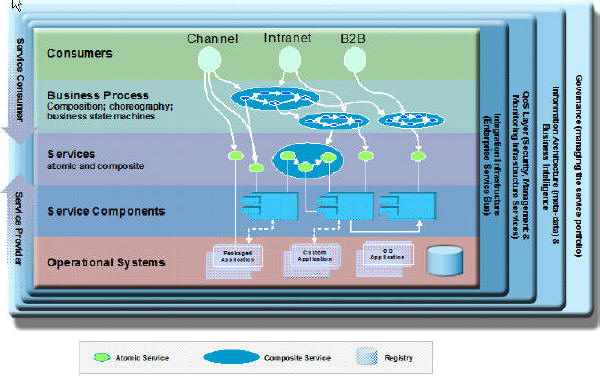 Channel Intranet B2B
Consumers
Business Process
Composition; choreography;
business state machines
Services
atomic and composite
Service Components
Operational Systems
Packaged
Application
Custom
Application
OO
Application
Service Consumer
Service Provider
Integration Infrastructure
(Enterprise Service Bus)
QoS Layer (Security, Management &
Monitoring Infrastructure Services)
Information Architecture (meta-data) &
Business Intelligence
Governance (managing the service portfolio)
Atomic Service
Composite Service
Registry